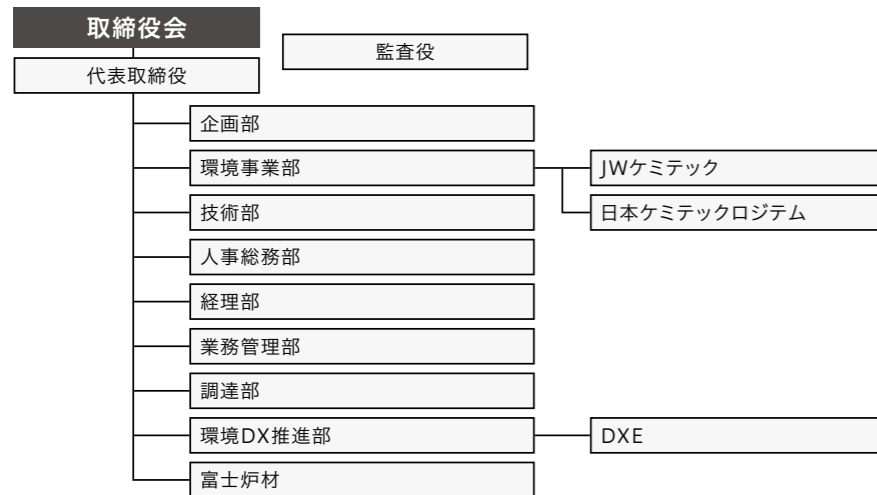 取締役会
監査役
代表取締役
企画部
環境事業部
JWケミテック
技術部
日本ケミテックロジテム
人事総務部
経理部
業務管理部
調達部
環境DX推進部
DXE
富士炉材